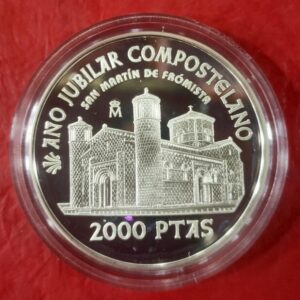 AÑO JUBILAR COMPOSTELANO
SAN MARTÍN DE FRÓMISTA
M
2000 PTAS